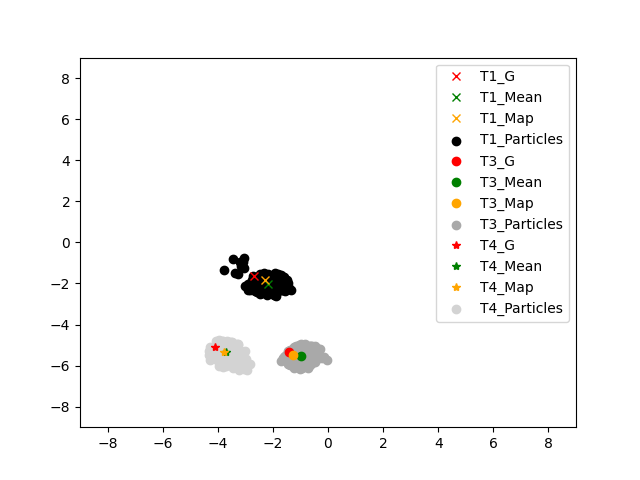 8
6
4
2
0
−2
−4
−6
−8
−8 −6 −4 −2 0 2 4 6 8
T1_G
T1_Mean
T1_Map
T1_Particles
T3_G
T3_Mean
T3_Map
T3_Particles
T4_G
T4_Mean
T4_Map
T4_Particles